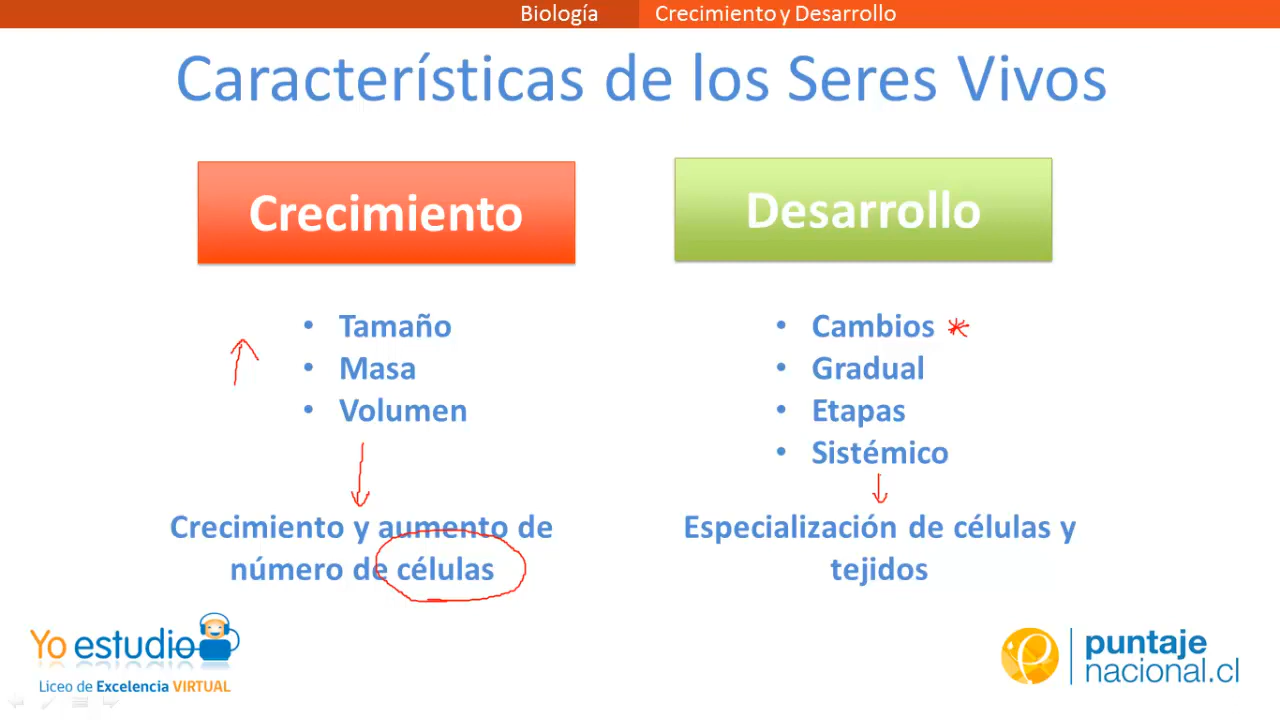 Biología
Crecimiento y Desarrollo
Características de los Seres Vivos
Crecimiento
• Tamaño
• Masa
• Volumen
Crecimiento y aumento de
número de células
Desarrollo
• Cambios *
• Gradual
• Etapas
• Sistémico
Especialización de células y
tejidos
Yo estudio
Liceo de Excelencia VIRTUAL
puntaje
nacional.cl